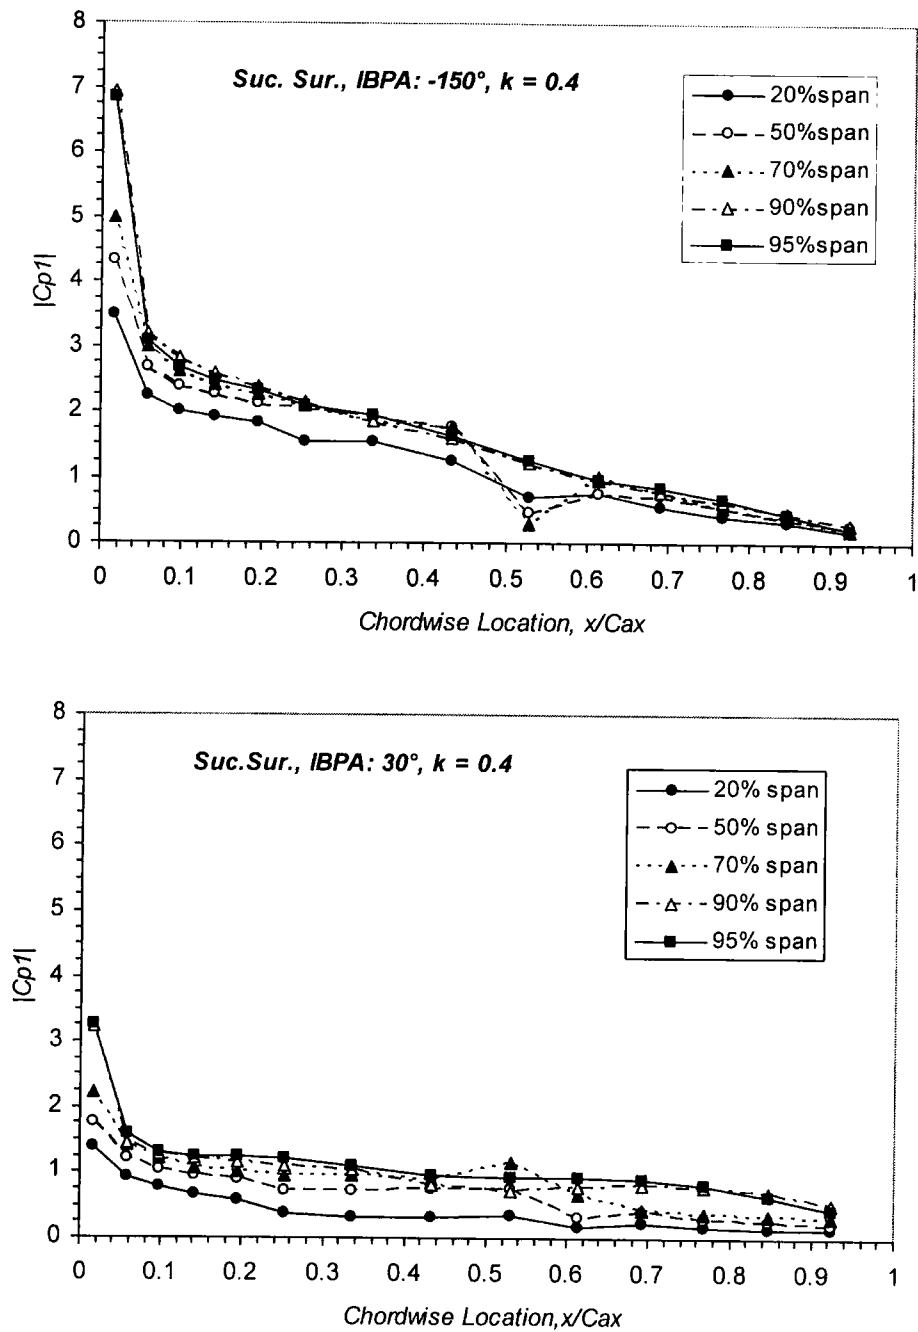 8
7
6
5
4
3
2
1
0
|Cp1|
Suc. Sur., IBPA: -150°, k = 0.4
20%span
50%span
70%span
90%span
95%span
0 0.1 0.2 0.3 0.4 0.5 0.6 0.7 0.8 0.9 1
Chordwise Location, x/Cax
8
7
6
5
4
3
2
1
0
|Cp1|
Suc.Sur., IBPA: 30°, k = 0.4
20% span
50% span
70% span
90% span
95% span
0 0.1 0.2 0.3 0.4 0.5 0.6 0.7 0.8 0.9 1
Chordwise Location,x/Cax